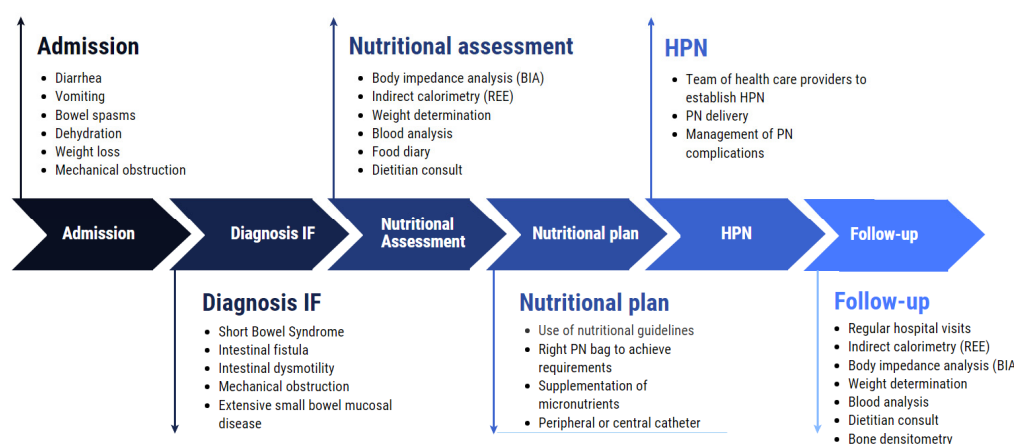 Admission
• Diarrhea
• Vomiting
• Bowel spasms
• Dehydration
• Weight loss
• Mechanical obstruction
Nutritional assessment
• Body impedance analysis (BIA)
• Indirect calorimetry (REE)
• Weight determination
• Blood analysis
• Food diary
• Dietitian consult
HPN
• Team of health care providers to
establish HPN
• PN delivery
• Management of PN
complications
Admission
Diagnosis IF
Nutritional
Assessment
Nutritional plan
HPN
Follow-up
Diagnosis IF
• Short Bowel Syndrome
• Intestinal fistula
• Intestinal dysmotility
• Mechanical obstruction
• Extensive small bowel mucosal
disease
Nutritional plan
• Use of nutritional guidelines
• Right PN bag to achieve
requirements
• Supplementation of
micronutrients
• Peripheral or central catheter
Follow-up
• Regular hospital visits
• Indirect calorimetry (REE)
• Body impedance analysis (BIA
• Weight determination
• Blood analysis
• Dietitian consult
• Bone densitometry